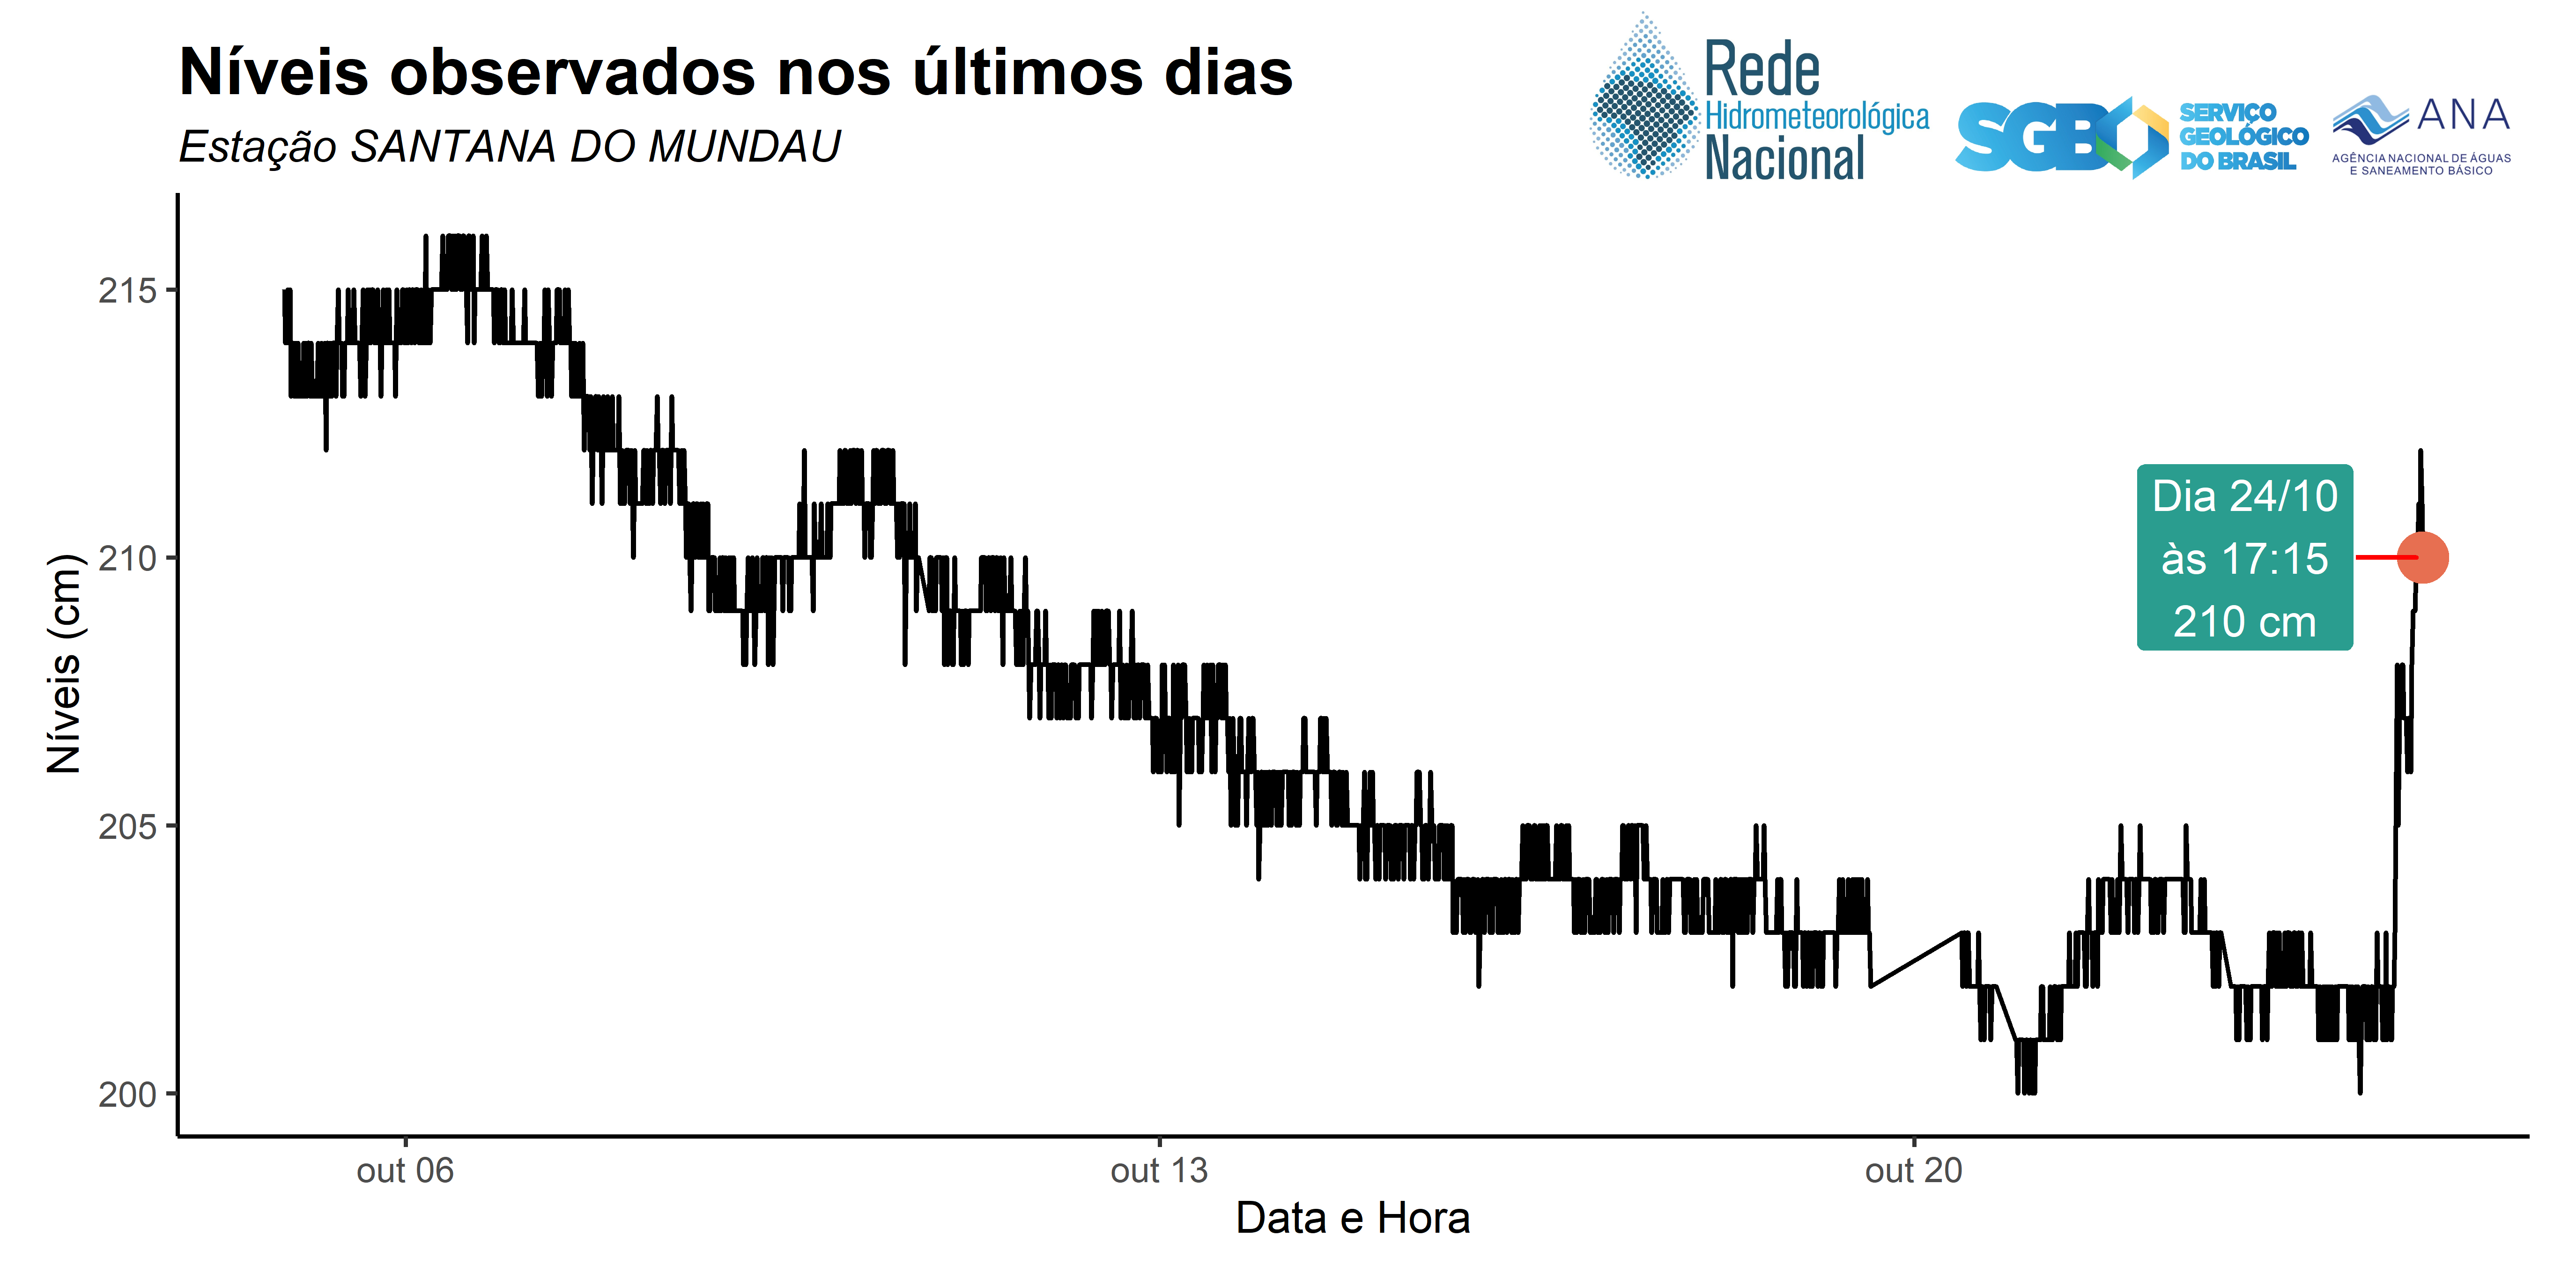 Níveis observados nos últimos dias
Estação SANTANA DO MUNDAU
Rede
Hidrometeorológica
Nacional
SGB
SERVIÇO
GEOLÓGICO
DO BRASIL
ANA
AGÊNCIA NACIONAL DE ÁGUAS
E SANEAMENTO BÁSICO
Níveis (cm)
215
210
205
200
Dia 24/10
às 17:15
210 cm
out 06
out 13
out 20
Data e Hora